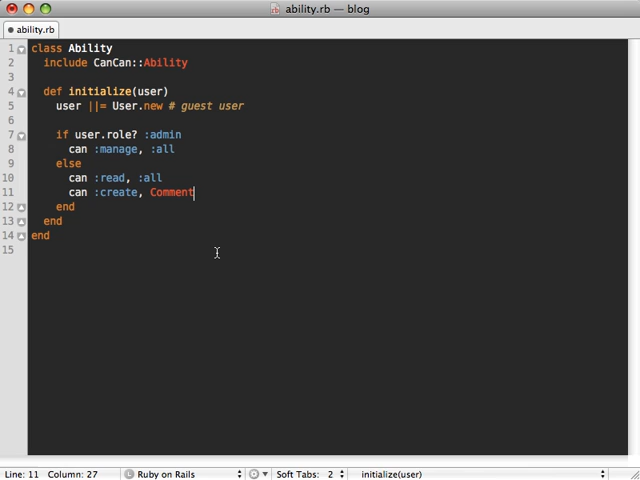 ability.rb — blog
ability.rb
1 class Ability
2 include CanCan::Ability
3
4 def initialize(user)
5 user ||= User.new # guest user
6
7 if user.role? :admin
8 can :manage, :all
9 else
10 can :read, :all
11 can :create, Comment
12 end
13 end
14 end
15
Line: 11 Column: 27 L Ruby on Rails Soft Tabs: 2 initialize(user)